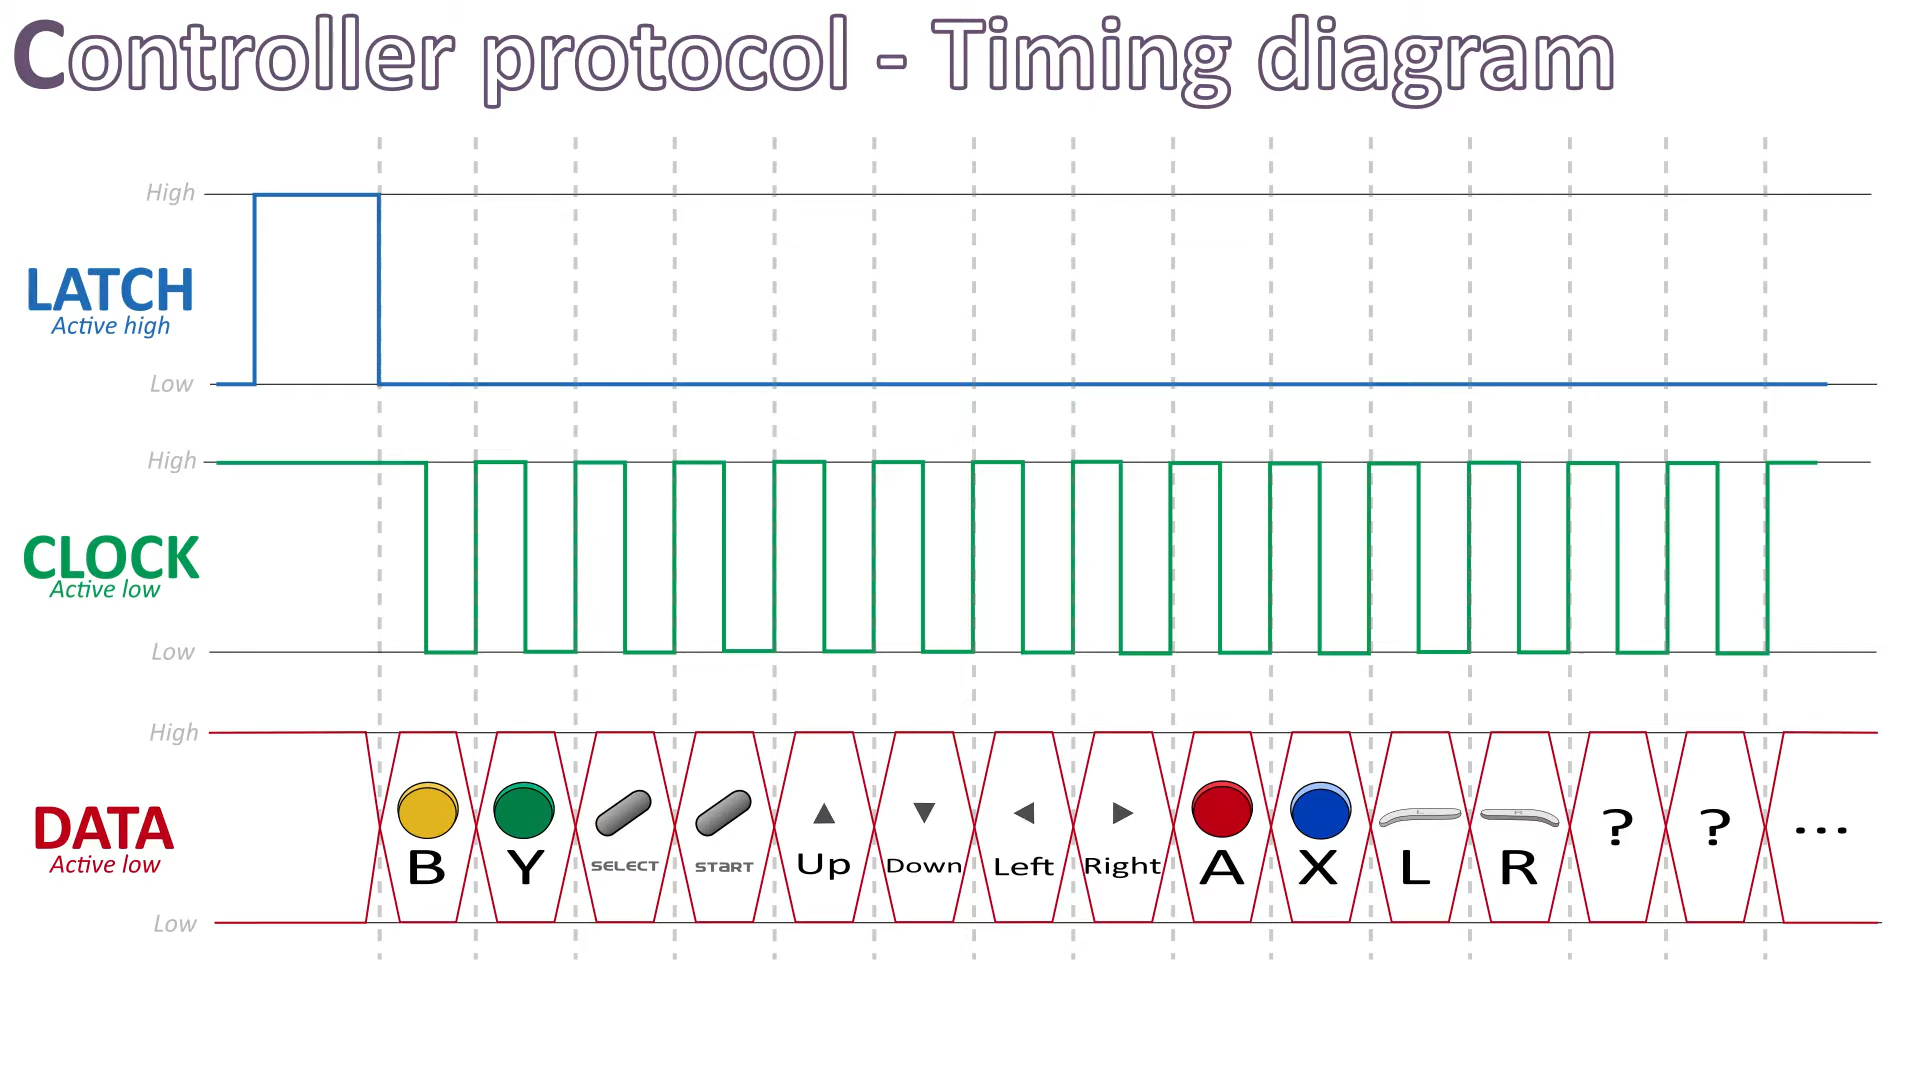 Controller protocol - Timing diagram
High
LATCH
Active high
Low
High
CLOCK
Active low
Low
High
DATA
Active low
Low
B
Y
SELECT
START
Up
Down
Left
Right
A
X
L
R
?
?
...